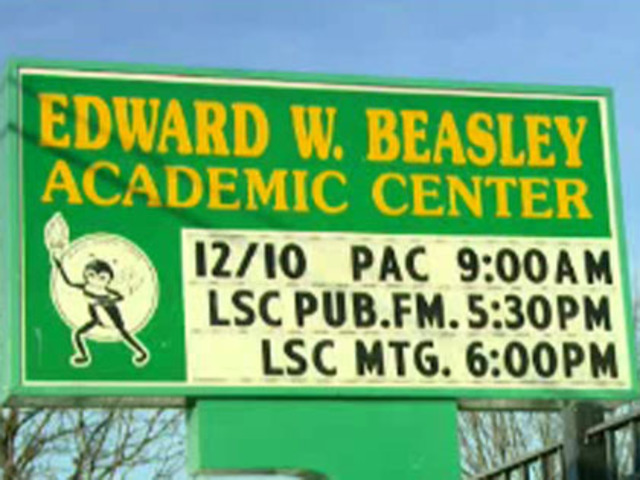 EDWARD W. BEASLEY
ACADEMIC CENTER
12/10 PAC 9:00AM
LSC PUB.FM. 5:30PM
LSC MTG. 6:00PM